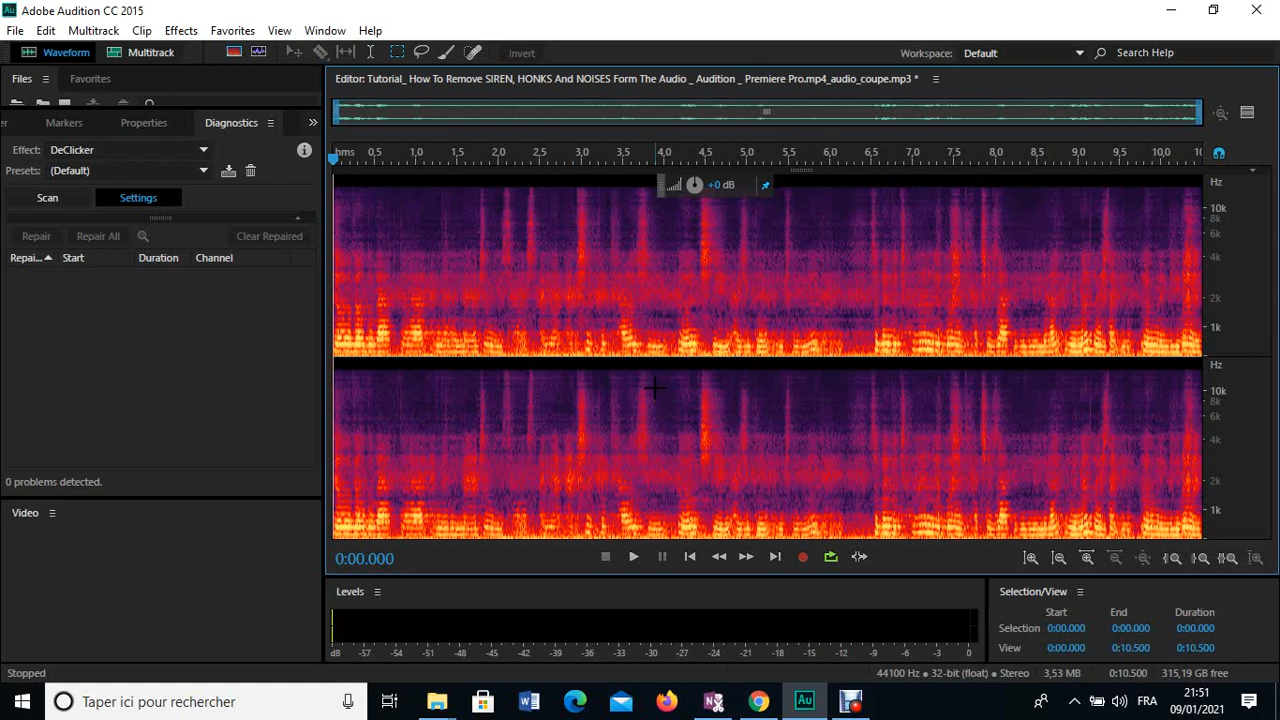 Adobe Audition CC 2015
File Edit Multitrack Clip Effects Favorites View Window Help
Waveform Multitrack Invert Workspace: Default Search Help
Files Favorites
Editor: Tutorial_ How To Remove SIREN, HONKS And NOISES Form The Audio _ Audition _ Premiere Pro.mp4_audio_coupe.mp3 *
Markers Properties Diagnostics
Effect: DeClicker
Presets: (Default)
Scan Settings
Repair Repair All Clear Repaired
Repai... Start Duration Channel
0 problems detected.
Video
hms 0,5 1,0 1,5 2,0 2,5 3,0 3,5 4,0 4,5 5,0 5,5 6,0 6,5 7,0 7,5 8,0 8,5 9,0 9,5 10,0
+0 dB
Hz
10k
8k
6k
4k
2k
1k
Hz
10k
8k
6k
4k
2k
1k
0:00.000
Levels
dB -57 -54 -51 -48 -45 -42 -39 -36 -33 -30 -27 -24 -21 -18 -15 -12 -9 -6 -3 0
Selection/View
Start End Duration
Selection 0:00.000 0:00.000 0:00.000
View 0:00.000 0:10.500 0:10.500
Stopped
44100 Hz • 32-bit (float) • Stereo 3,53 MB 0:10.500 315,19 GB free
Taper ici pour rechercher
FRA
21:51
09/01/2021